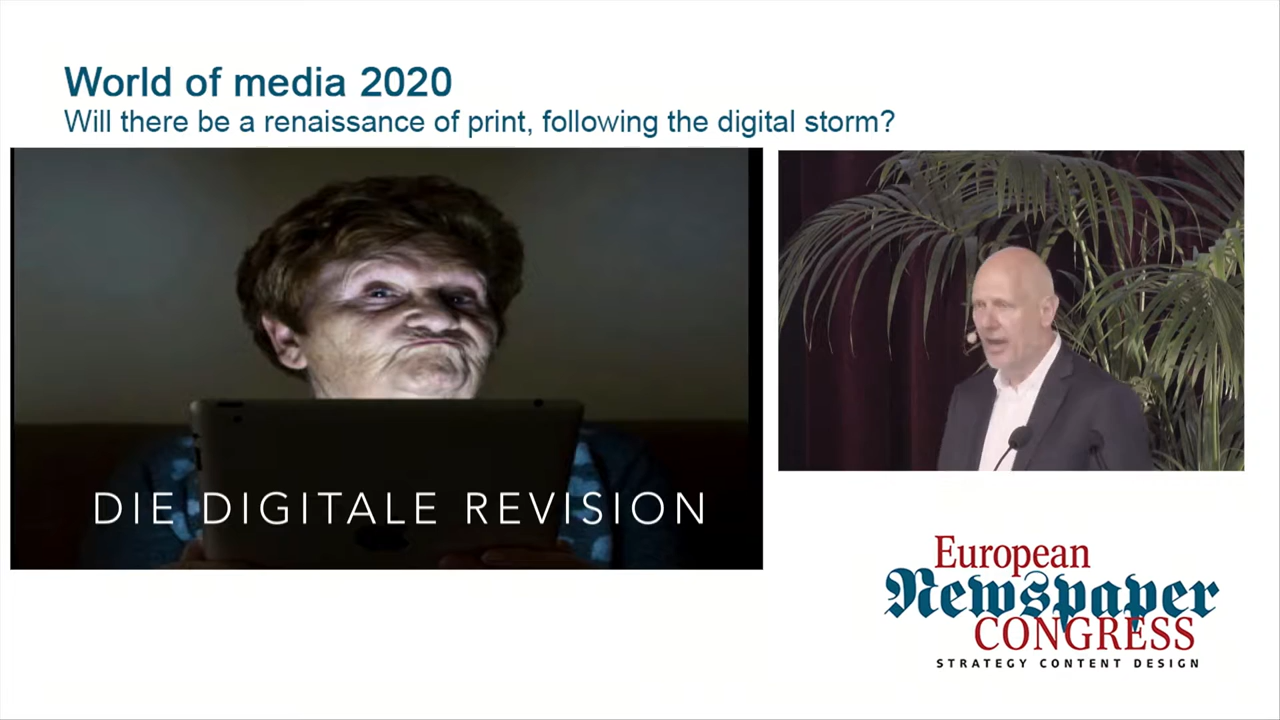 World of media 2020
Will there be a renaissance of print, following the digital storm?
DIE DIGITALE REVISION
European
Newspaper
CONGRESS
STRATEGY CONTENT DESIGN